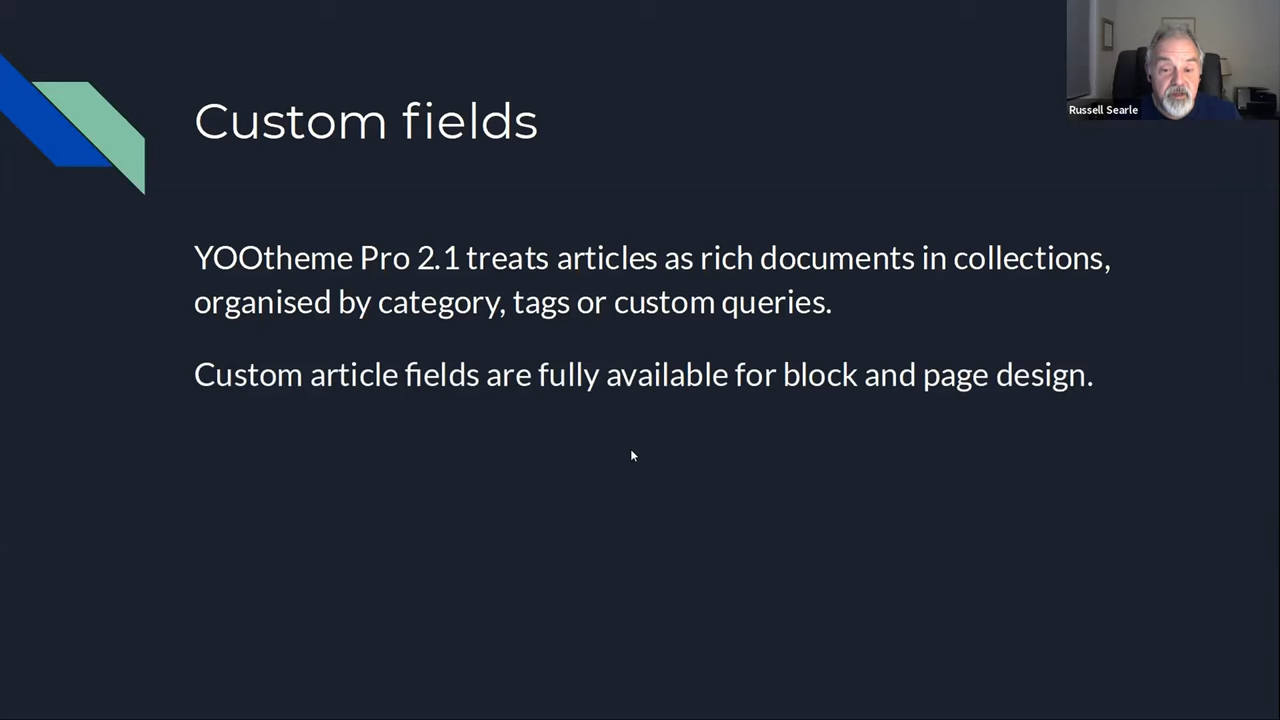 Russell Searle
Custom fields
YOOtheme Pro 2.1 treats articles as rich documents in collections,
organised by category, tags or custom queries.
Custom article fields are fully available for block and page design.